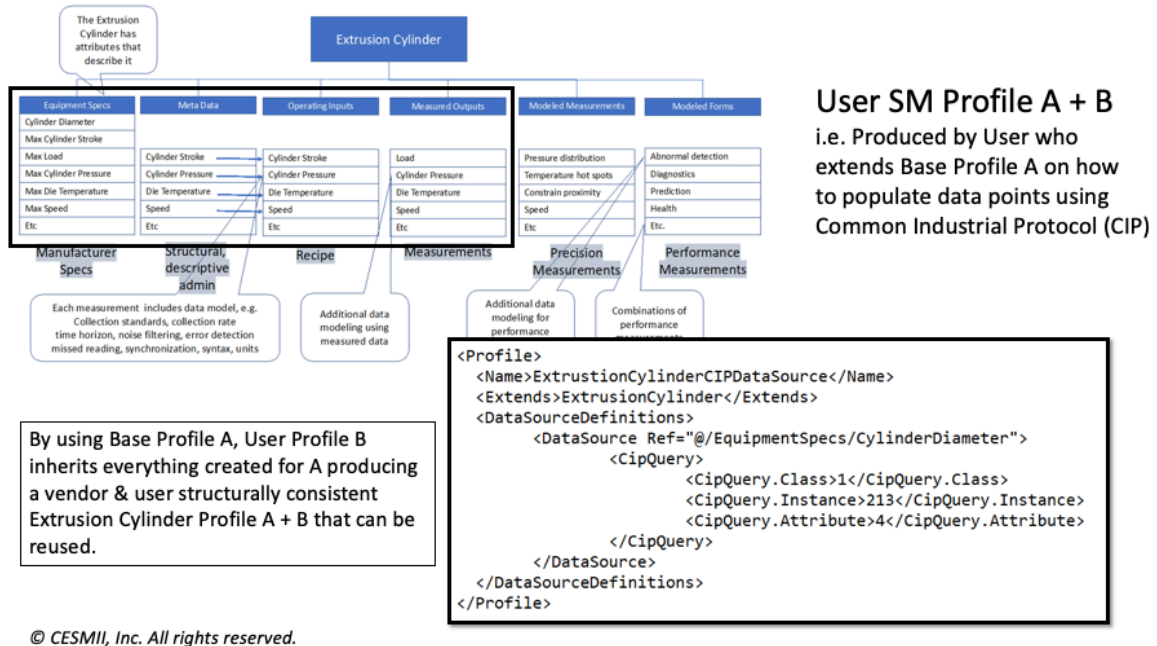 The Extrusion
Cylinder has
attributes that
describe it
Extrusion Cylinder
Equipment Specs
Cylinder Diameter
Max Cylinder Stroke
Max Load
Max Cylinder Pressure
Max Die Temperature
Max Speed
Etc
Manufacturer
Specs
Meta Data
Cylinder Stroke
Cylinder Pressure
Die Temperature
Speed
Etc
Structural,
descriptive
admin
Operating Inputs
Cylinder Stroke
Cylinder Pressure
Die Temperature
Speed
Etc
Recipe
Measured Outputs
Load
Cylinder Pressure
Die Temperature
Speed
Etc
Measurements
Modeled Measurements
Pressure distribution
Temperature hot spots
Constrain proximity
Speed
Etc
Precision
Measurements
Modeled Forms
Abnormal detection
Diagnostics
Prediction
Health
Etc.
Performance
Measurements
Each measurement includes data model, e.g.
Collection standards, collection rate
time horizon, noise filtering, error detection
missed reading, synchronization, syntax, units
Additional data
modeling using
measured data
Additional data
modeling for
performance
Combinations of
performance
measurements
User SM Profile A + B
i.e. Produced by User who
extends Base Profile A on how
to populate data points using
Common Industrial Protocol (CIP)
By using Base Profile A, User Profile B
inherits everything created for A producing
a vendor & user structurally consistent
Extrusion Cylinder Profile A + B that can be
reused.
<Profile>
<Name>ExtrustionCylinderCIPDataSource</Name>
<Extends>ExtrusionCylinder</Extends>
<DataSourceDefinitions>
<DataSource Ref="@/EquipmentSpecs/CylinderDiameter">
<CipQuery>
<CipQuery.Class>1</CipQuery.Class>
<CipQuery.Instance>213</CipQuery.Instance>
<CipQuery.Attribute>4</CipQuery.Attribute>
</CipQuery>
</DataSource>
</DataSourceDefinitions>
</Profile>
© CESMII, Inc. All rights reserved.